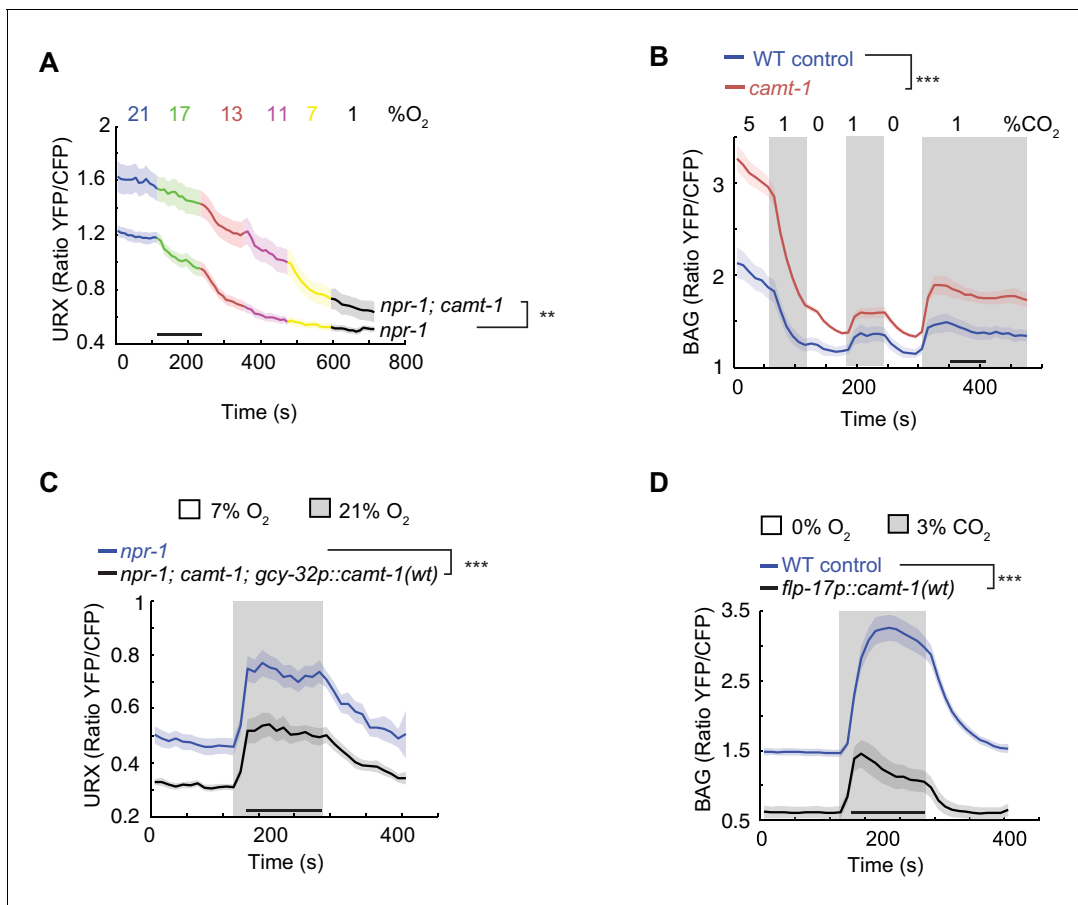 A
21 17 13 11 7 1 %O2
2
1.6
1.2
0.8
0.4
URX (Ratio YFP/CFP)
npr-1; camt-1
npr-1
**
0 200 400 600 800
Time (s)
B
WT control
camt-1
***
5 1 0 1 0 1 %CO2
3
2
1
BAG (Ratio YFP/CFP)
0 200 400
Time (s)
C
7% O2 21% O2
npr-1
npr-1; camt-1; gcy-32p::camt-1(wt)
***
1
0.8
0.6
0.4
0.2
URX (Ratio YFP/CFP)
0 200 400
Time (s)
D
0% O2 3% CO2
WT control
flp-17p::camt-1(wt)
***
3.5
2.5
1.5
0.5
BAG (Ratio YFP/CFP)
0 200 400
Time (s)